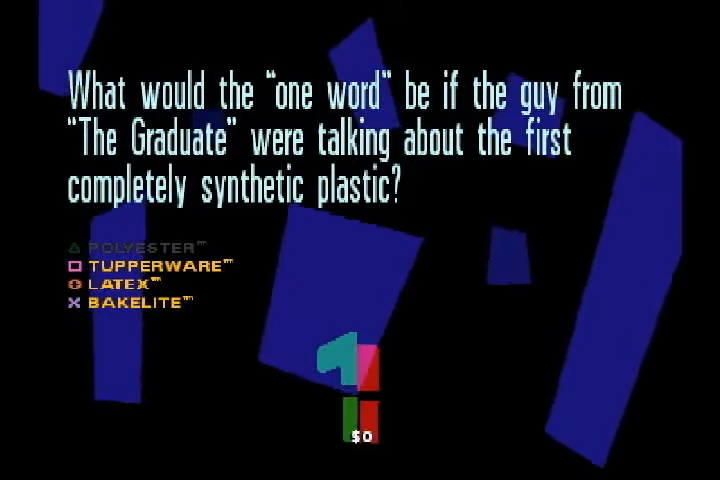 What would the "one word" be if the guy from
"The Graduate" were talking about the first
completely synthetic plastic?
POLYESTER™
TUPPERWARE™
LATEX™
BAKELITE™
1
$0